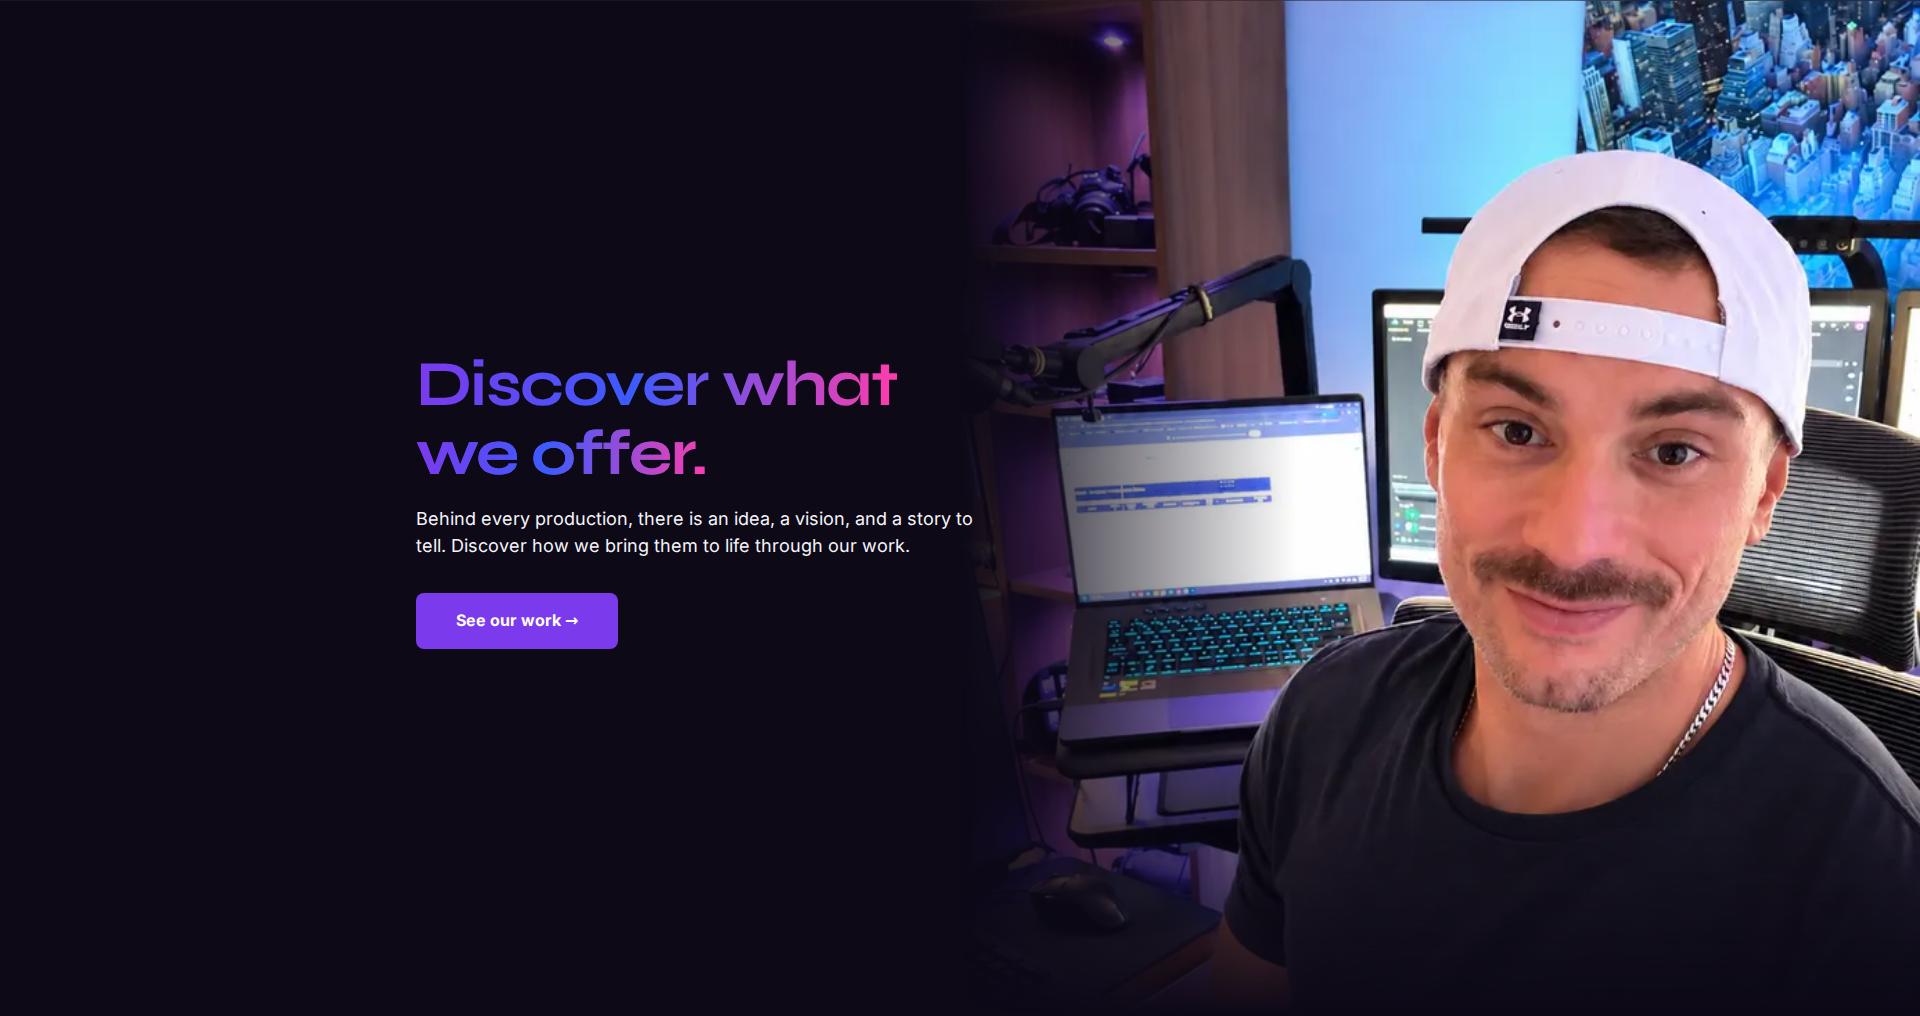 Discover what
we offer.
Behind every production, there is an idea, a vision, and a story to
tell. Discover how we bring them to life through our work.
See our work →